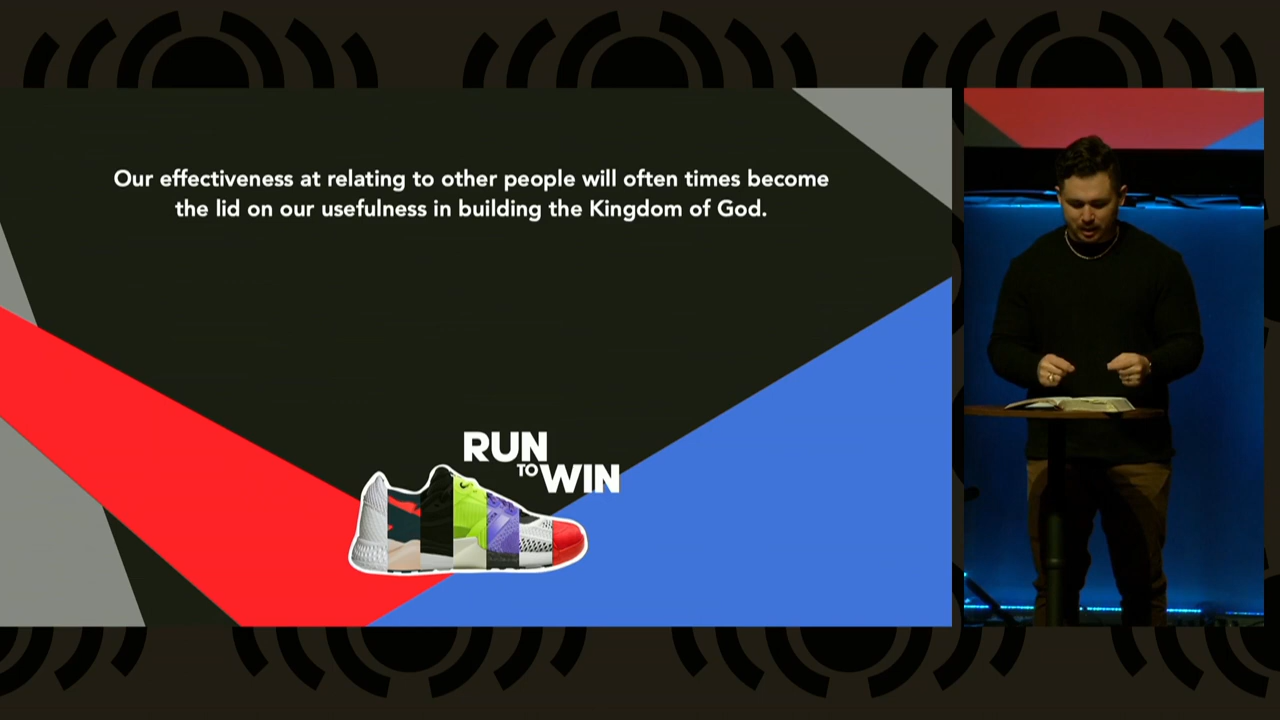 Our effectiveness at relating to other people will often times become
the lid on our usefulness in building the Kingdom of God.
RUN
TO
WIN